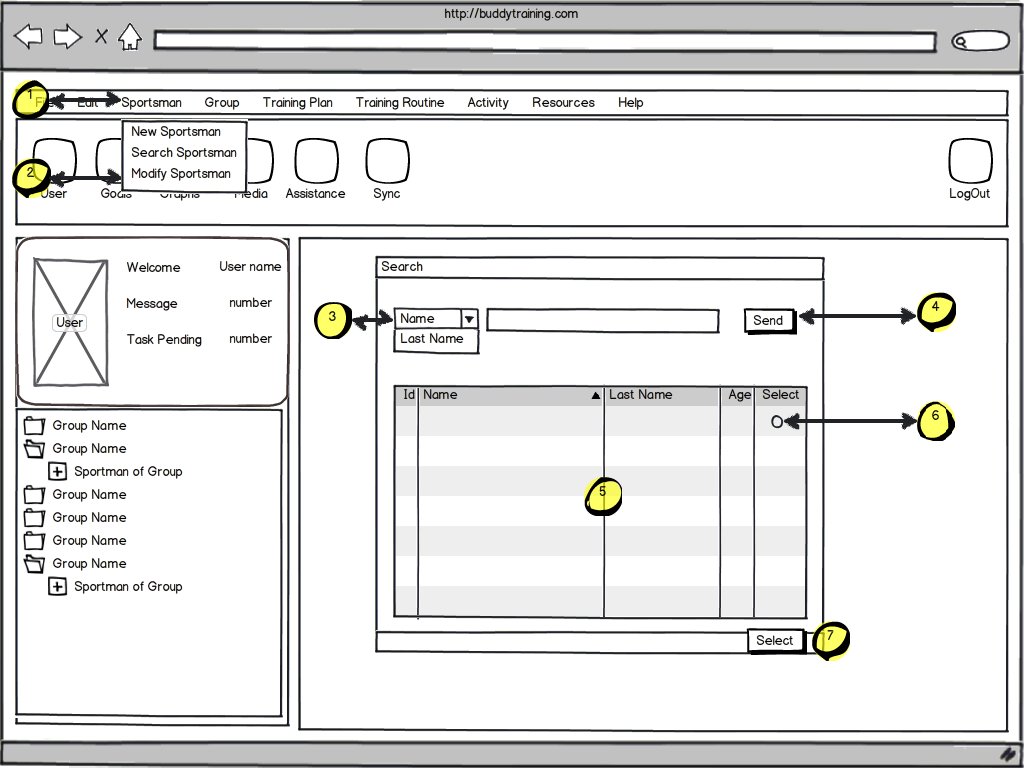 http://buddytraining.com
1 File Edit Sportsman Group Training Plan Training Routine Activity Resources Help
New Sportsman
Search Sportsman
Modify Sportsman
2
User Goals Graphs Media Assistance Sync LogOut
Welcome User name
Message number
Task Pending number
User
Search
3 Name Send 4
Last Name
Id Name Last Name Age Select
6
5
Select 7
Group Name
Group Name
Sportman of Group
Group Name
Group Name
Group Name
Group Name
Sportman of Group